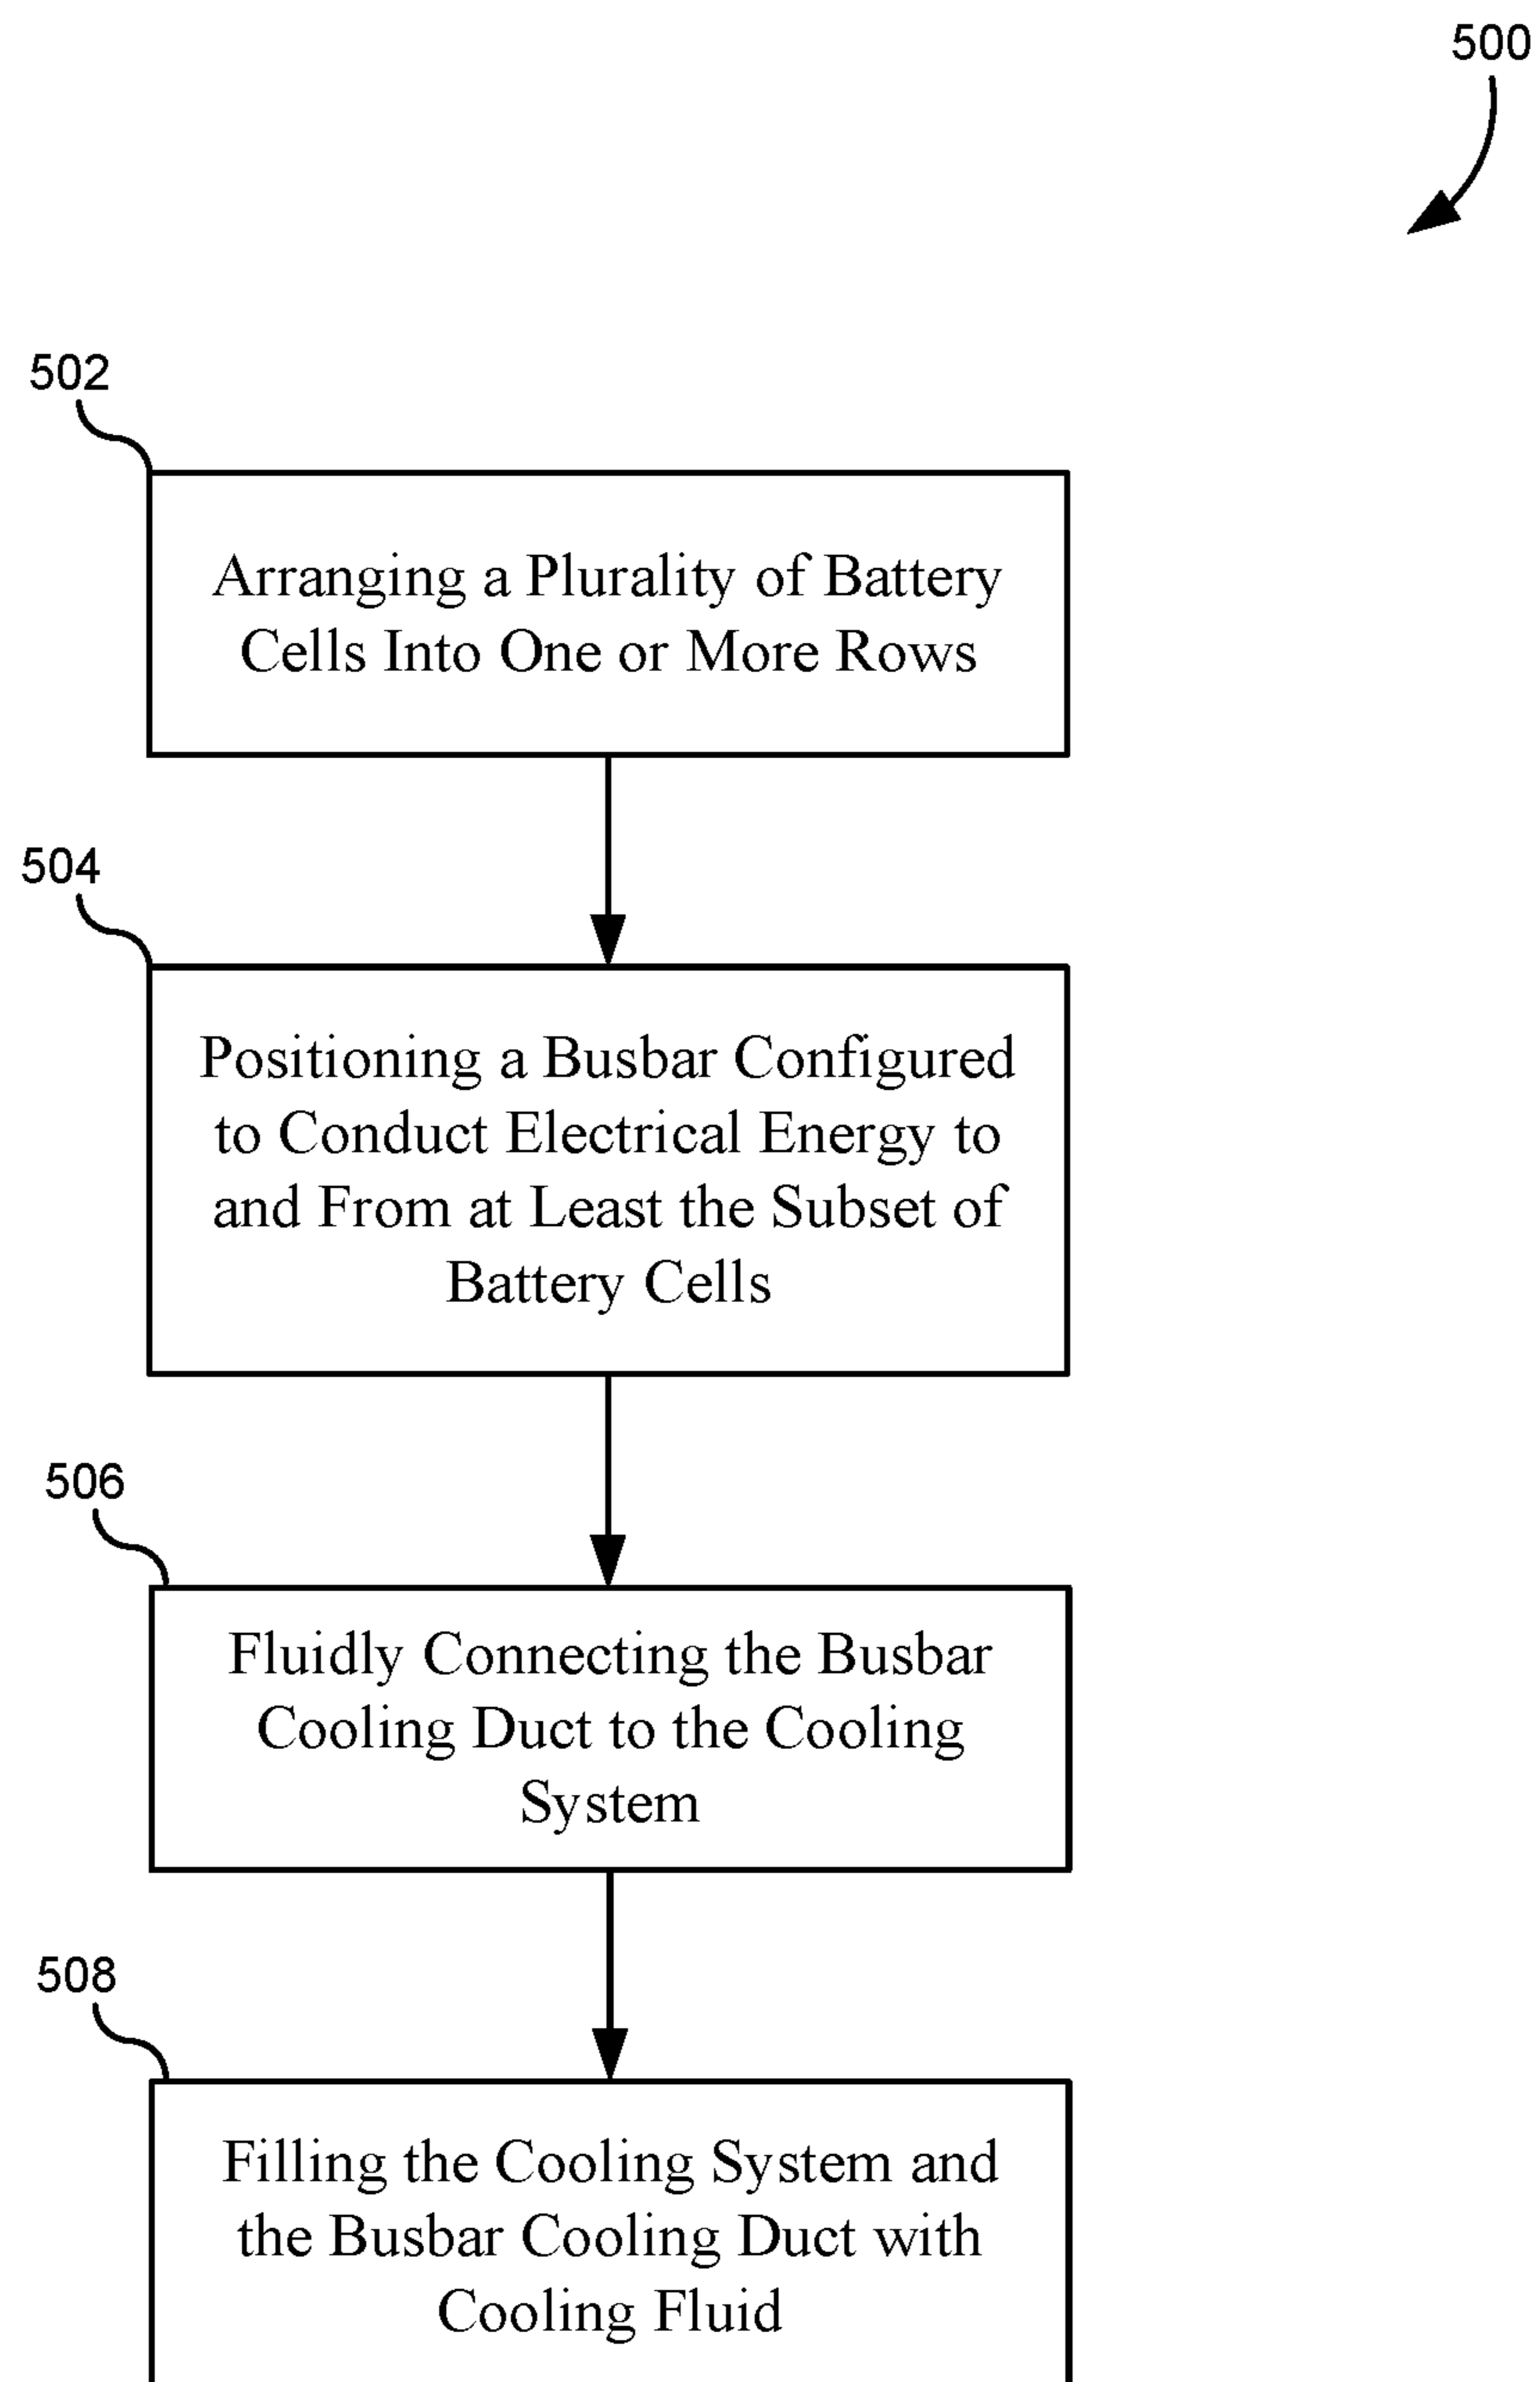 500
502
Arranging a Plurality of Battery
Cells Into One or More Rows
504
Positioning a Busbar Configured
to Conduct Electrical Energy to
and From at Least the Subset of
Battery Cells
506
Fluidly Connecting the Busbar
Cooling Duct to the Cooling
System
508
Filling the Cooling System and
the Busbar Cooling Duct with
Cooling Fluid